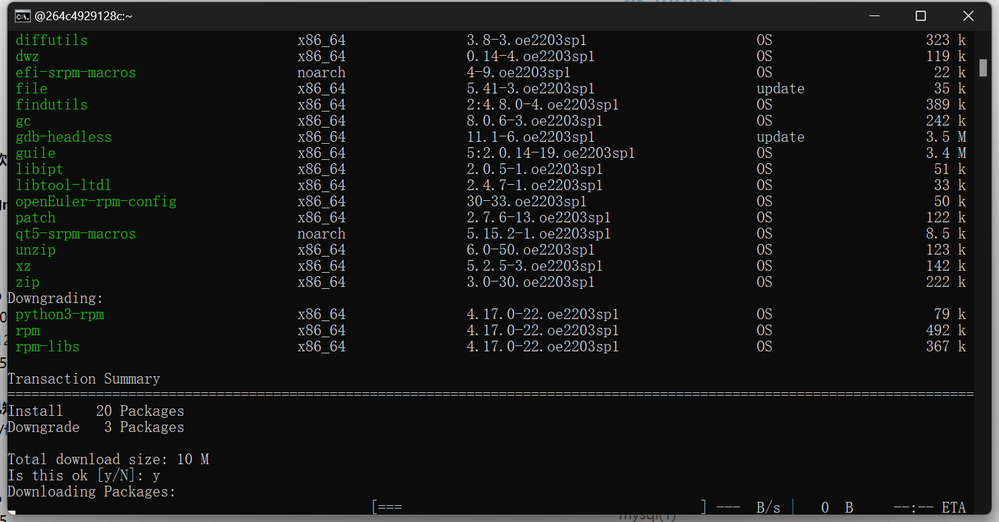 @264c4929128c:~
diffutils x86_64 3.8-3.oe2203sp1 OS 323 k
dwz x86_64 0.14-4.oe2203sp1 OS 119 k
efi-srpm-macros noarch 4-9.oe2203sp1 OS 22 k
file x86_64 5.41-3.oe2203sp1 update 35 k
findutils x86_64 2:4.8.0-4.oe2203sp1 OS 389 k
gc x86_64 8.0.6-3.oe2203sp1 OS 242 k
gdb-headless x86_64 11.1-6.oe2203sp1 update 3.5 M
guile x86_64 5:2.0.14-19.oe2203sp1 OS 3.4 M
libipt x86_64 2.0.5-1.oe2203sp1 OS 51 k
libtool-ltdl x86_64 2.4.7-1.oe2203sp1 OS 33 k
openEuler-rpm-config x86_64 30-33.oe2203sp1 OS 50 k
patch x86_64 2.7.6-13.oe2203sp1 OS 122 k
qt5-srpm-macros noarch 5.15.2-1.oe2203sp1 OS 8.5 k
unzip x86_64 6.0-50.oe2203sp1 OS 123 k
xz x86_64 5.2.5-3.oe2203sp1 OS 142 k
zip x86_64 3.0-30.oe2203sp1 OS 222 k
Downgrading:
python3-rpm x86_64 4.17.0-22.oe2203sp1 OS 79 k
rpm x86_64 4.17.0-22.oe2203sp1 OS 492 k
rpm-libs x86_64 4.17.0-22.oe2203sp1 OS 367 k
Transaction Summary
================================================================================
Install 20 Packages
Downgrade 3 Packages
Total download size: 10 M
Is this ok [y/N]: y
Downloading Packages:
[=== ] --- B/s | 0 B --:-- ETA